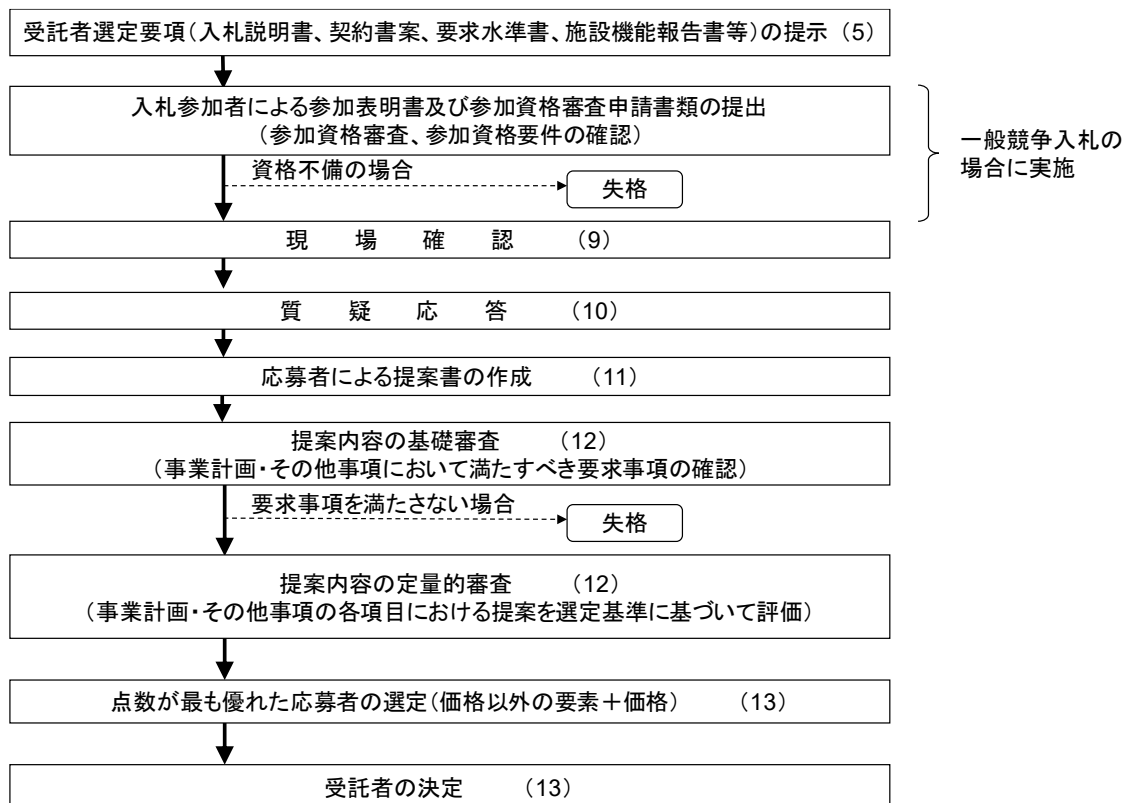 受託者選定要項（入札説明書、契約書案、要求水準書、施設機能報告書等）の提示（5）
入札参加者による参加表明書及び参加資格審査申請書類の提出
（参加資格審査、参加資格要件の確認）
一般競争入札の
場合に実施
資格不備の場合
失格
現　場　確　認　（9）
質　疑　応　答　（10）
応募者による提案書の作成　（11）
提案内容の基礎審査　（12）
（事業計画・その他事項において満たすべき要求事項の確認）
要求事項を満たさない場合
失格
提案内容の定量的審査　（12）
（事業計画・その他事項の各項目における提案を選定基準に基づいて評価）
点数が最も優れた応募者の選定（価格以外の要素＋価格）　（13）
受託者の決定　（13）